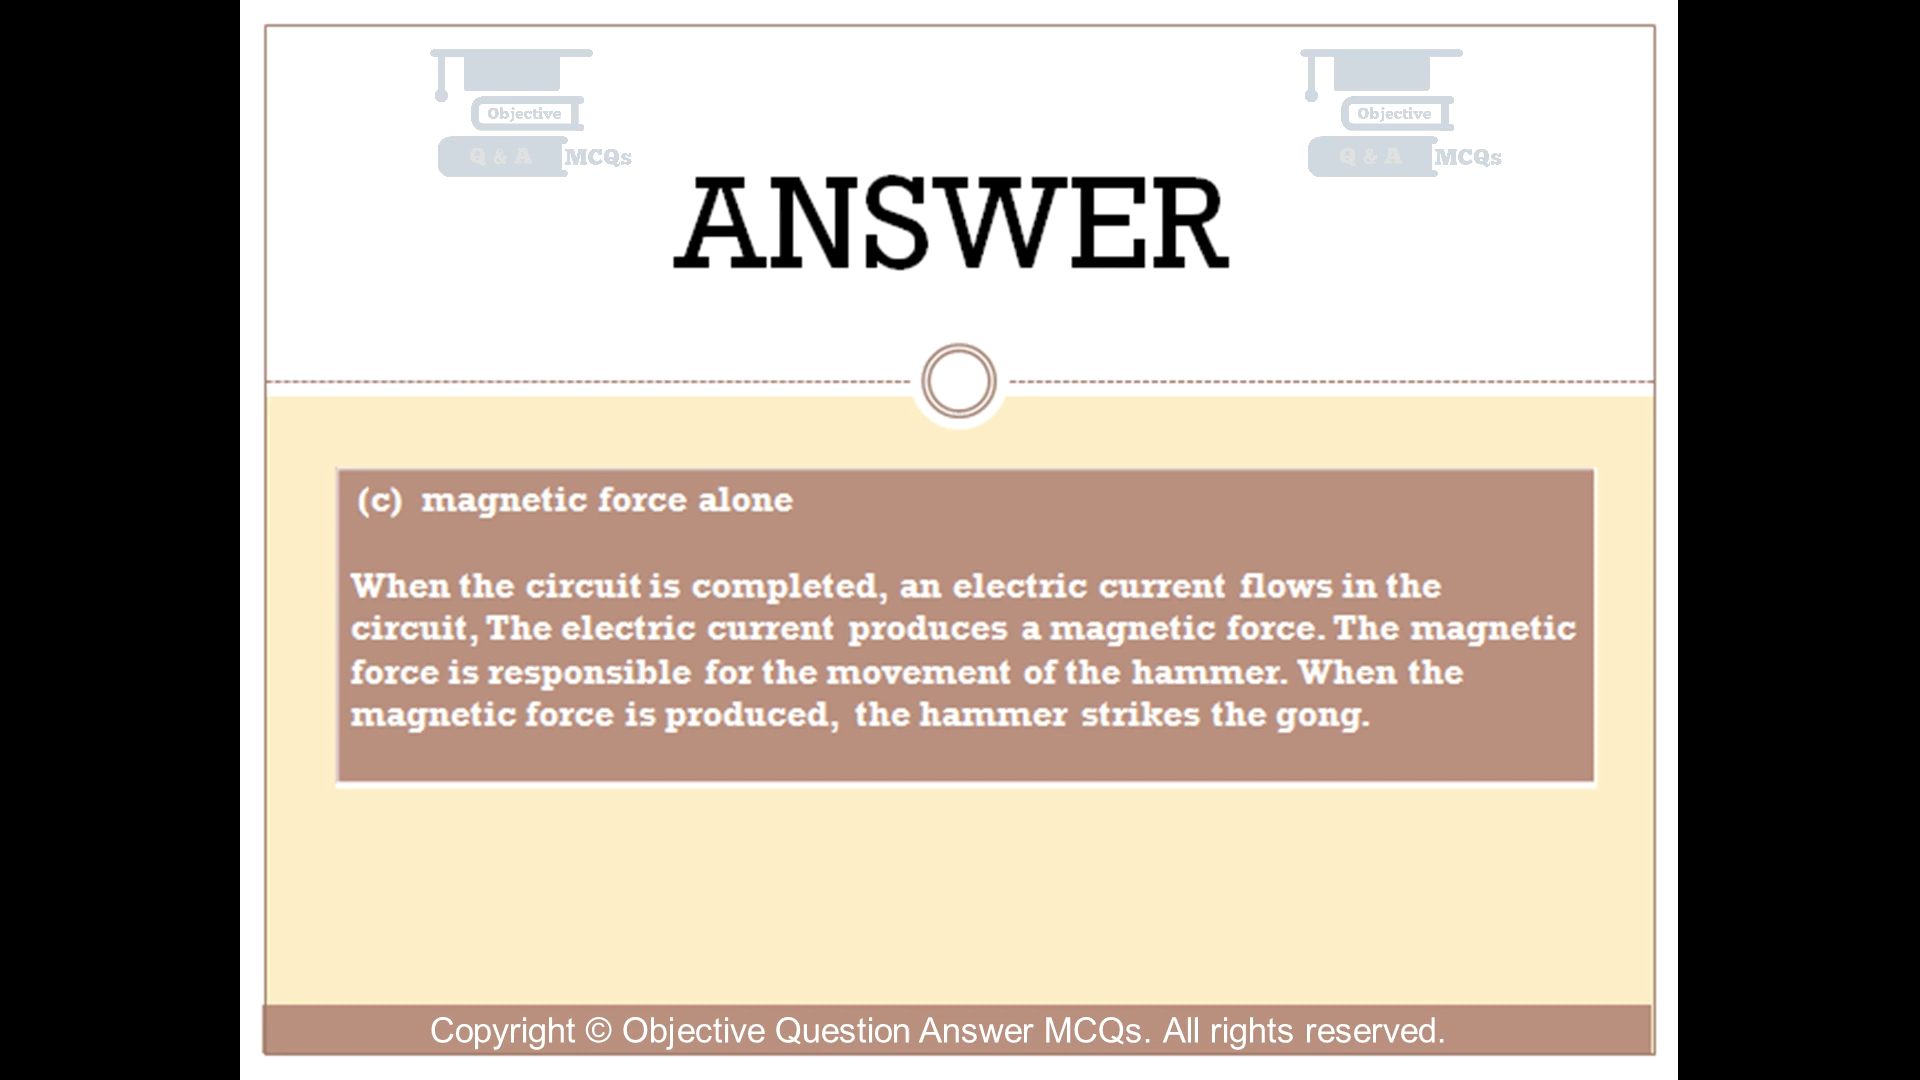 Objective
Q & A MCQs
Objective
Q & A MCQs
ANSWER
(c) magnetic force alone
When the circuit is completed, an electric current flows in the
circuit, The electric current produces a magnetic force. The magnetic
force is responsible for the movement of the hammer. When the
magnetic force is produced, the hammer strikes the gong.
Copyright © Objective Question Answer MCQs. All rights reserved.